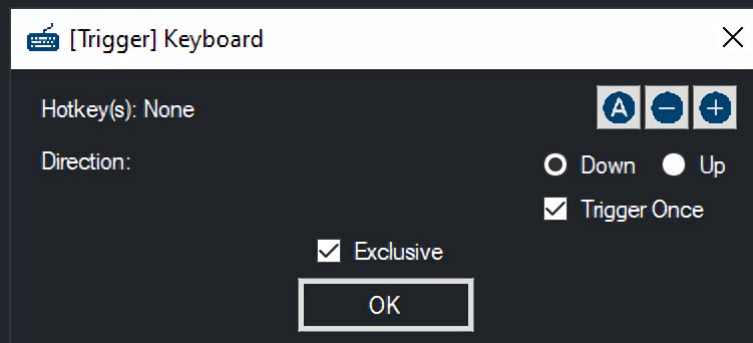 [Trigger] Keyboard
Hotkey(s): None
A
Direction:
Down Up
Trigger Once
Exclusive
OK